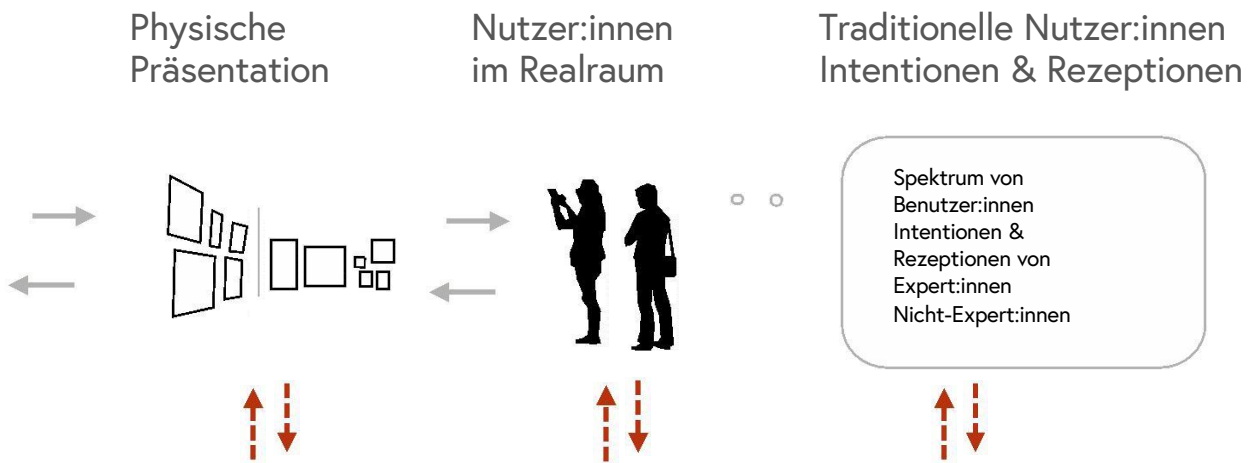 Physische
Präsentation
Nutzer:innen
im Realraum
Traditionelle Nutzer:innen
Intentionen & Rezeptionen
Spektrum von
Benutzer:innen
Intentionen &
Rezeptionen von
Expert:innen
Nicht-Expert:innen